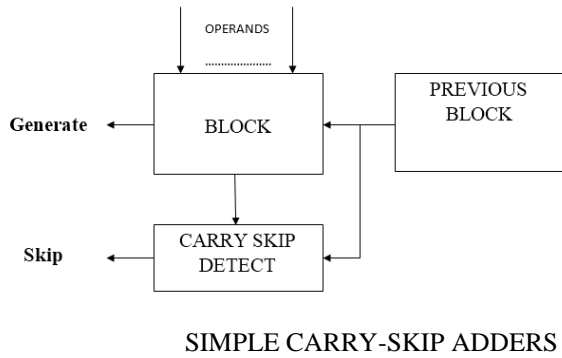 OPERANDS
.....................
PREVIOUS
BLOCK
Generate
BLOCK
CARRY SKIP
DETECT
Skip
SIMPLE CARRY-SKIP ADDERS